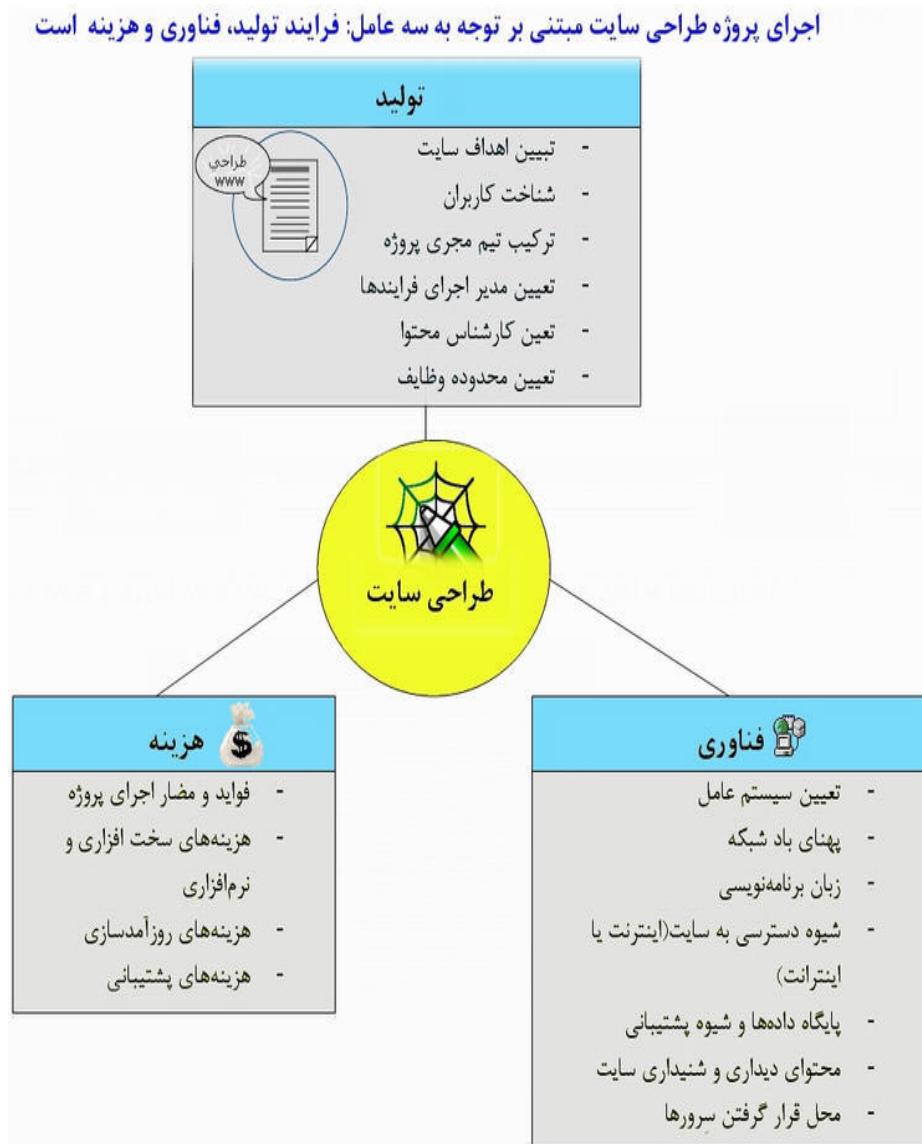 اجرای پروژه طراحی سایت مبتنی بر توجه به سه عامل: فرایند تولید، فناوری و هزینه است
تولید
طراحي
www
- تبیین اهداف سایت
- شناخت کاربران
- ترکیب تیم مجری پروژه
- تعیین مدیر اجرای فرایندها
- تعین کارشناس محتوا
- تعیین محدوده وظایف
طراحی سایت
فناوری
- تعیین سیستم عامل
- پهنای باد شبکه
- زبان برنامه‌نویسی
- شیوه دسترسی به سایت(اینترنت یا
اینترانت)
- پایگاه داده‌ها و شیوه پشتیبانی
- محتوای دیداری و شنیداری سایت
- محل قرار گرفتن سِرورها
$ هزینه
- فواید و مضار اجرای پروژه
- هزینه‌های سخت افزاری و
نرم‌افزاری
- هزینه‌های روزآمدسازی
- هزینه‌های پشتیبانی